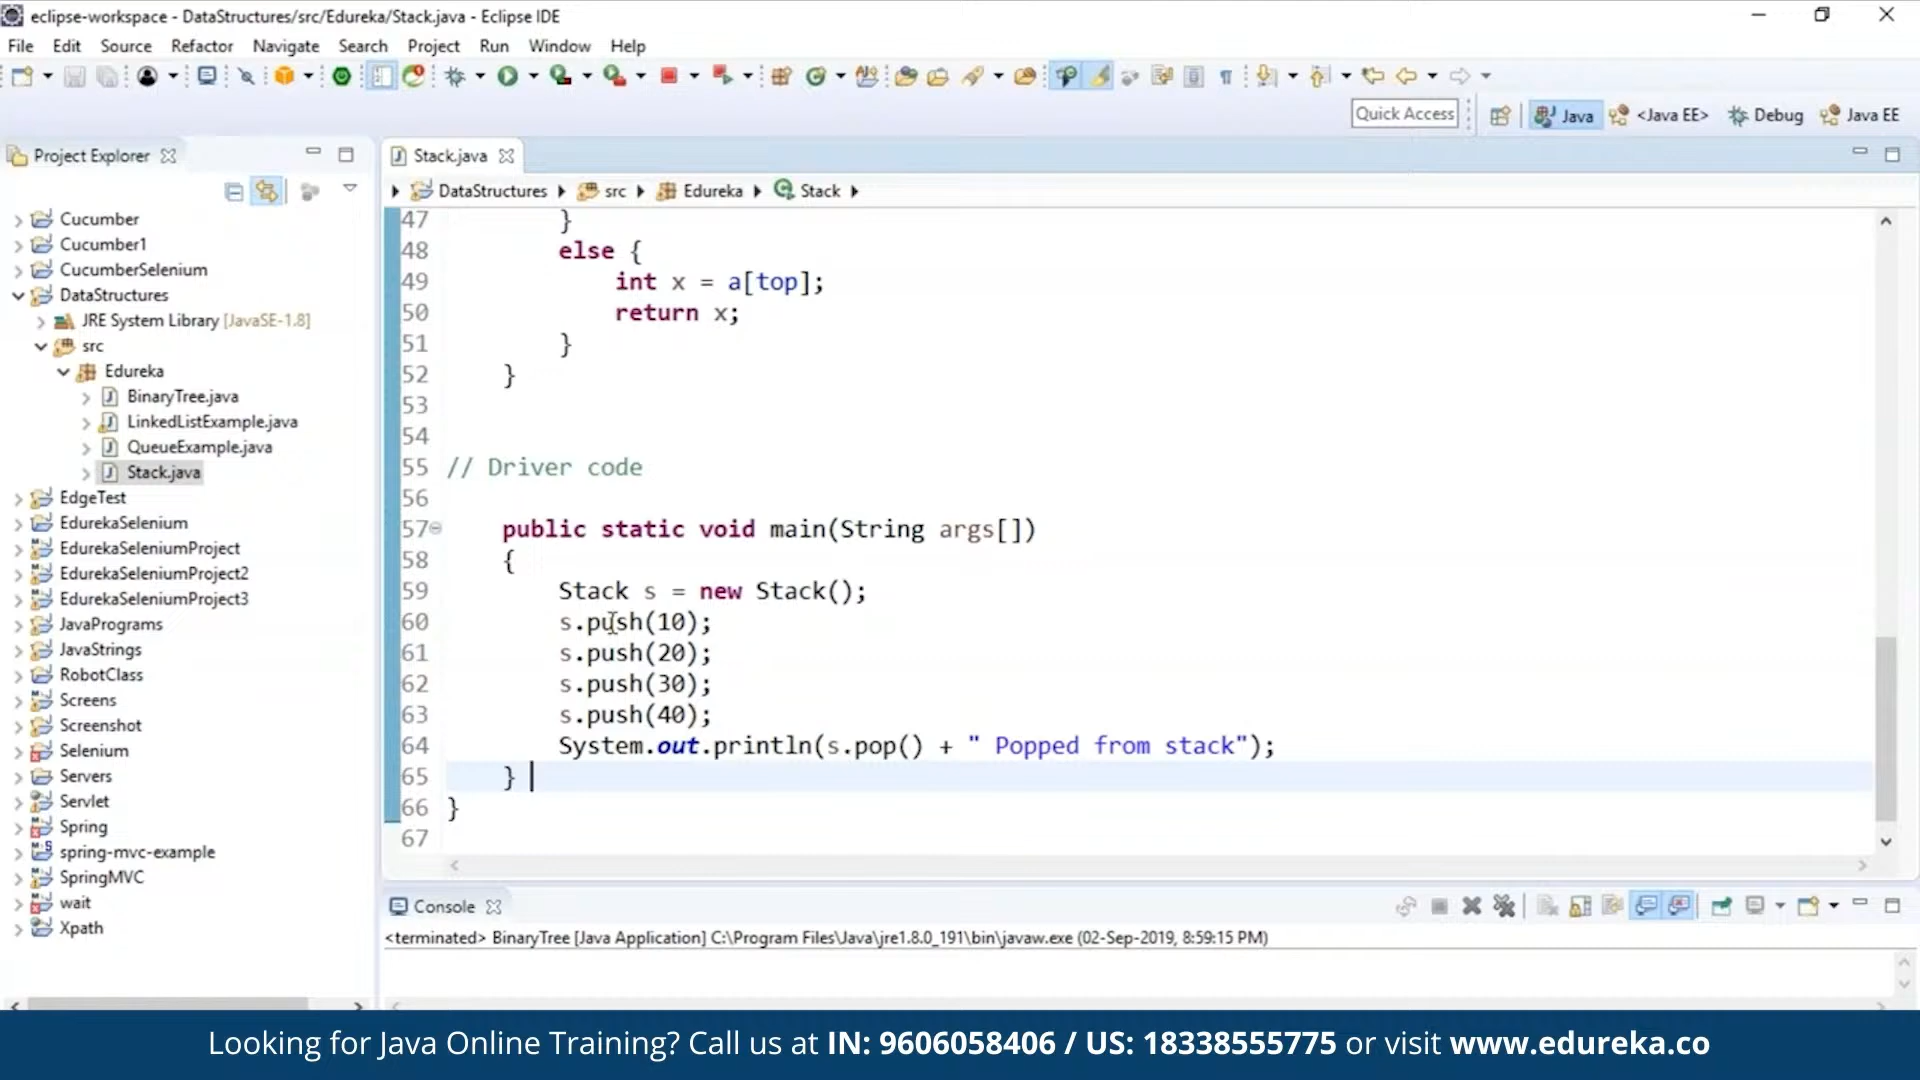 eclipse-workspace - DataStructures/src/Edureka/Stack.java - Eclipse IDE
File Edit Source Refactor Navigate Search Project Run Window Help
Quick Access Java <Java EE> Debug Java EE
Project Explorer
Cucumber
Cucumber1
CucumberSelenium
DataStructures
JRE System Library [JavaSE-1.8]
src
Edureka
BinaryTree.java
LinkedListExample.java
QueueExample.java
Stack.java
EdgeTest
EdurekaSelenium
EdurekaSeleniumProject
EdurekaSeleniumProject2
EdurekaSeleniumProject3
JavaPrograms
JavaStrings
RobotClass
Screens
Screenshot
Selenium
Servers
Servlet
Spring
spring-mvc-example
SpringMVC
wait
Xpath
Stack.java
DataStructures src Edureka Stack
47 }
48 else {
49 int x = a[top];
50 return x;
51 }
52 }
53
54
55 // Driver code
56
57 public static void main(String args[])
58 {
59 Stack s = new Stack();
60 s.push(10);
61 s.push(20);
62 s.push(30);
63 s.push(40);
64 System.out.println(s.pop() + " Popped from stack");
65 }
66 }
67
Console
<terminated> BinaryTree [Java Application] C:\Program Files\Java\jre1.8.0_191\bin\javaw.exe (02-Sep-2019, 8:59:15 PM)
Looking for Java Online Training? Call us at IN: 9606058406 / US: 18338555775 or visit www.edureka.co